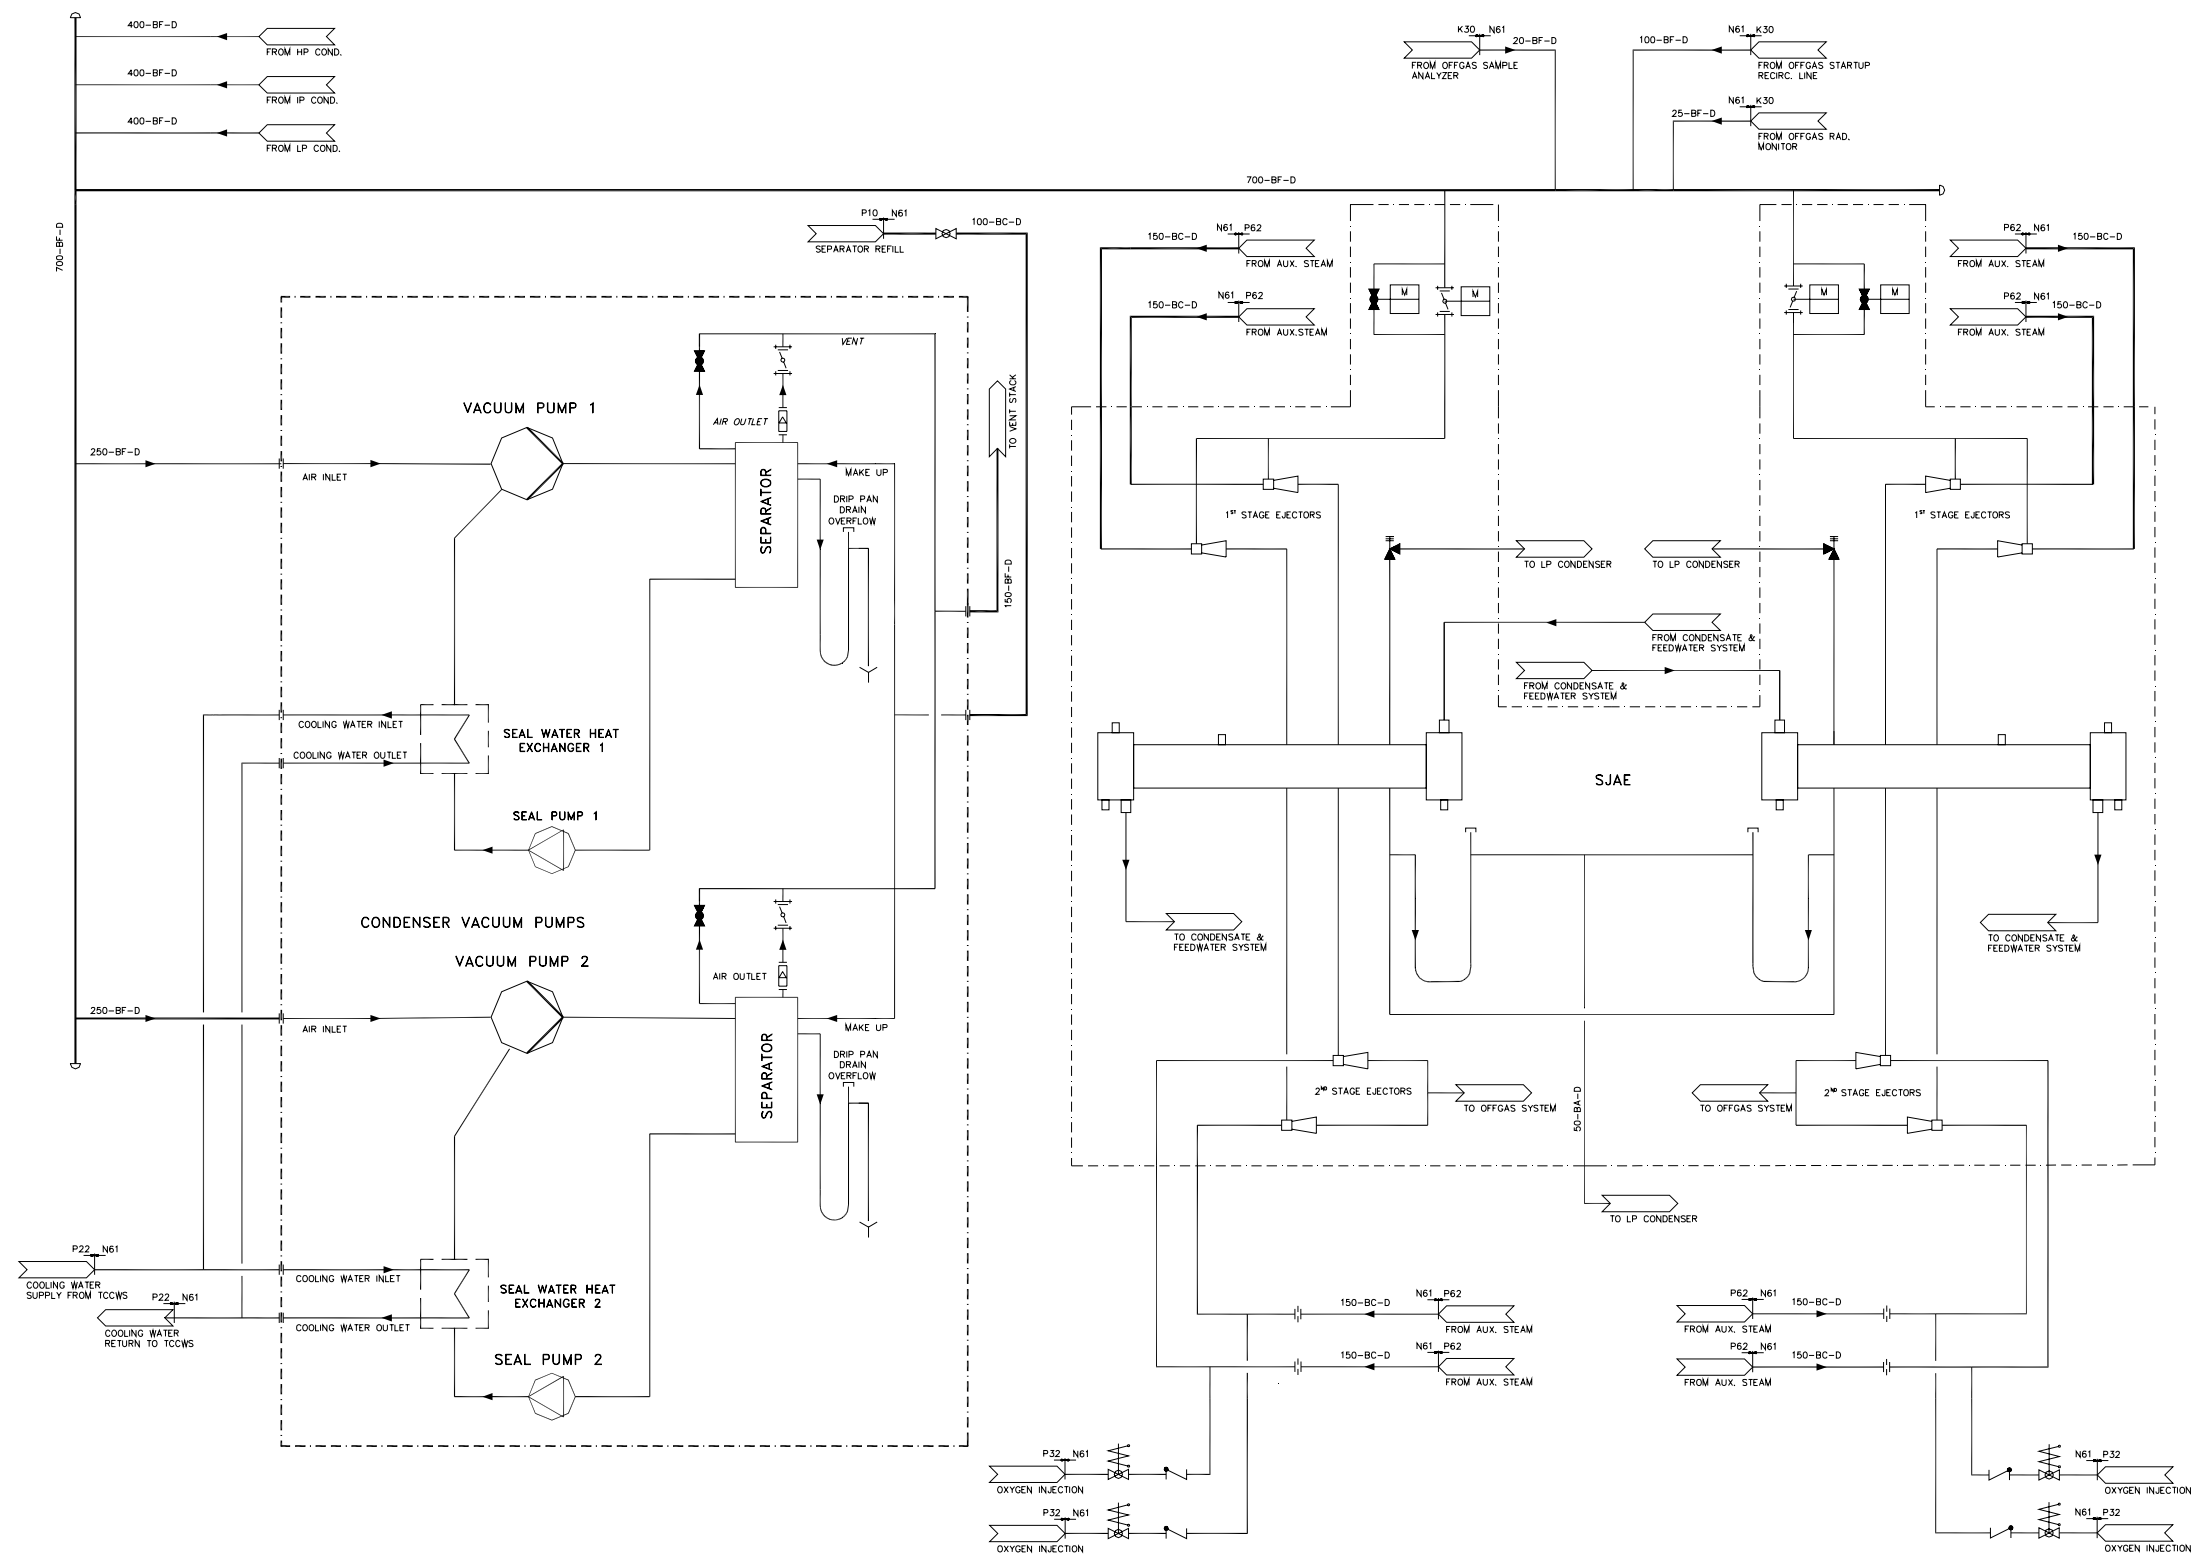 400-BF-D
FROM HP COND.
400-BF-D
FROM IP COND.
400-BF-D
FROM LP COND.
K30 N61
20-BF-D
FROM OFFGAS SAMPLE
ANALYZER
100-BF-D
N61 K30
FROM OFFGAS STARTUP
RECIRC. LINE
25-BF-D
N61 K30
FROM OFFGAS RAD.
MONITOR
700-BF-D
700-BF-D
P10 N61
100-BC-D
SEPARATOR REFILL
150-BC-D
N61 P62
FROM AUX. STEAM
150-BC-D
N61 P62
FROM AUX.STEAM
M
M
M
M
P62 N61
150-BC-D
FROM AUX. STEAM
P62 N61
150-BC-D
FROM AUX. STEAM
VENT
TO VENT STACK
VACUUM PUMP 1
AIR OUTLET
250-BF-D
AIR INLET
SEPARATOR
MAKE UP
DRIP PAN
DRAIN
OVERFLOW
150-BF-D
1ST STAGE EJECTORS
1ST STAGE EJECTORS
TO LP CONDENSER
TO LP CONDENSER
FROM CONDENSATE &
FEEDWATER SYSTEM
FROM CONDENSATE &
FEEDWATER SYSTEM
COOLING WATER INLET
COOLING WATER OUTLET
SEAL WATER HEAT
EXCHANGER 1
SJAE
SEAL PUMP 1
CONDENSER VACUUM PUMPS
VACUUM PUMP 2
AIR OUTLET
TO CONDENSATE &
FEEDWATER SYSTEM
TO CONDENSATE &
FEEDWATER SYSTEM
250-BF-D
AIR INLET
SEPARATOR
MAKE UP
DRIP PAN
DRAIN
OVERFLOW
2ND STAGE EJECTORS
TO OFFGAS SYSTEM
50-BA-D
TO OFFGAS SYSTEM
2ND STAGE EJECTORS
TO LP CONDENSER
P22 N61
COOLING WATER
SUPPLY FROM TCCWS
P22 N61
COOLING WATER
RETURN TO TCCWS
COOLING WATER INLET
COOLING WATER OUTLET
SEAL WATER HEAT
EXCHANGER 2
SEAL PUMP 2
150-BC-D
N61 P62
FROM AUX. STEAM
150-BC-D
N61 P62
FROM AUX. STEAM
P62 N61
150-BC-D
FROM AUX. STEAM
P62 N61
150-BC-D
FROM AUX. STEAM
P32 N61
OXYGEN INJECTION
P32 N61
OXYGEN INJECTION
N61 P32
OXYGEN INJECTION
N61 P32
OXYGEN INJECTION